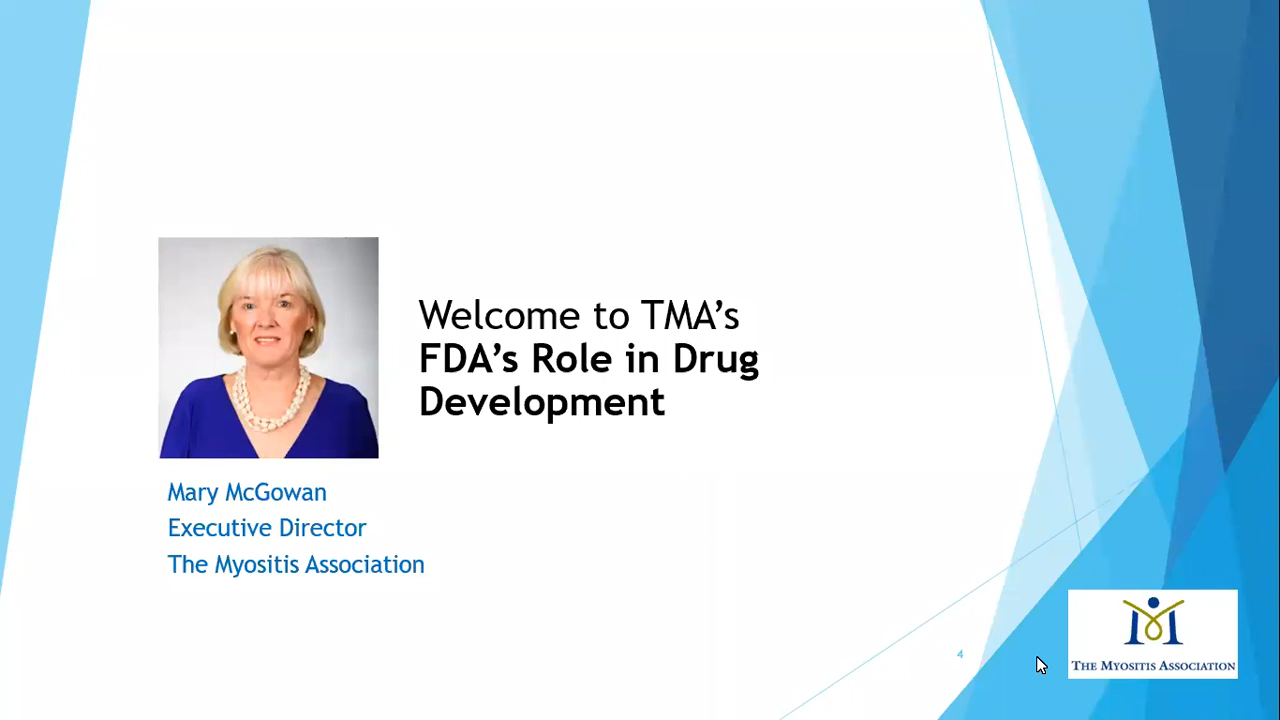 Welcome to TMA’s
FDA’s Role in Drug
Development
Mary McGowan
Executive Director
The Myositis Association
4
THE MYOSITIS ASSOCIATION